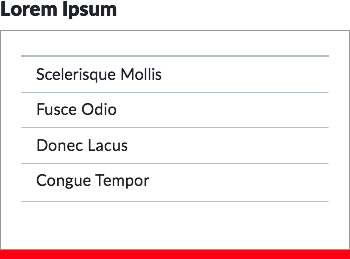 Lorem Ipsum
Scelerisque Mollis
Fusce Odio
Donec Lacus
Congue Tempor